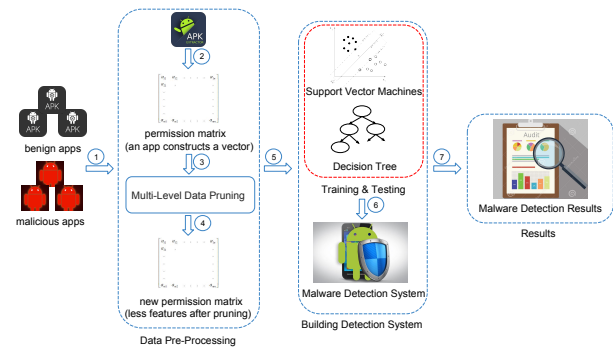 APK
APK
APK
benign apps
malicious apps
1
APK
2
permission matrix
(an app constructs a vector)
3
Multi-Level Data Pruning
4
new permission matrix
(less features after pruning)
Data Pre-Processing
5
Support Vector Machines
Decision Tree
Training & Testing
6
Malware Detection System
Building Detection System
7
Audit
Malware Detection Results
Results